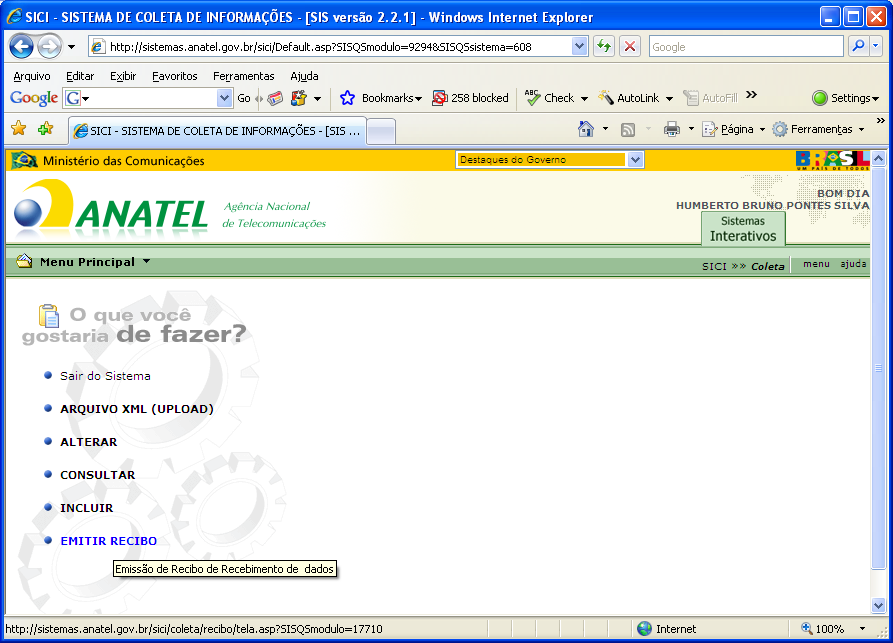 SICI - SISTEMA DE COLETA DE INFORMAÇÕES - [SIS versão 2.2.1] - Windows Internet Explorer
http://sistemas.anatel.gov.br/sici/Default.asp?SISQSmodulo=9294&SISQSsistema=608
Google
Arquivo Editar Exibir Favoritos Ferramentas Ajuda
Google G Go Bookmarks 258 blocked ABC Check AutoLink AutoFill » Settings
SICI - SISTEMA DE COLETA DE INFORMAÇÕES - [SIS ... Página Ferramentas »
Ministério das Comunicações Destaques do Governo BRASIL
UM PAÍS DE TODOS
ANATEL
Agência Nacional
de Telecomunicações
BOM DIA
HUMBERTO BRUNO PONTES SILVA
Sistemas
Interativos
Menu Principal SICI »» Coleta menu ajuda
O que você
gostaria de fazer?
Sair do Sistema
ARQUIVO XML (UPLOAD)
ALTERAR
CONSULTAR
INCLUIR
EMITIR RECIBO
Emissão de Recibo de Recebimento de dados
http://sistemas.anatel.gov.br/sici/coleta/recibo/tela.asp?SISQSmodulo=17710 Internet 100%